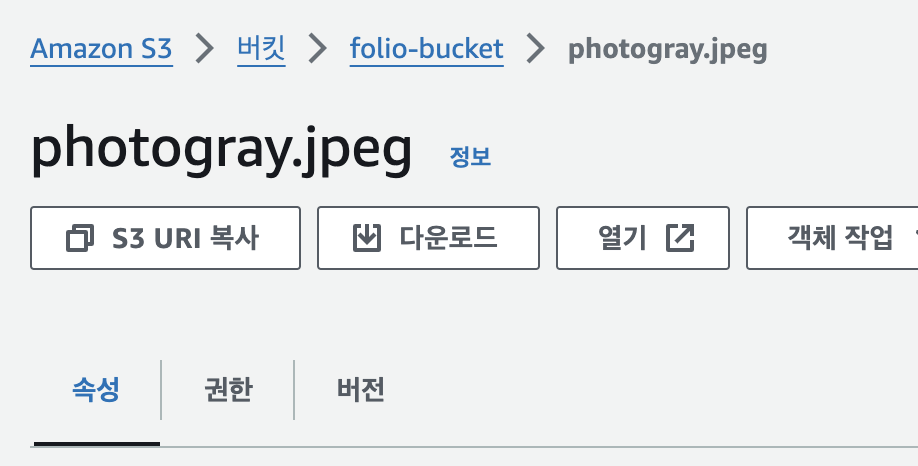 Amazon S3 > 버킷 > folio-bucket > photogray.jpeg
photogray.jpeg 정보
S3 URI 복사 다운로드 열기 객체 작업
속성 권한 버전